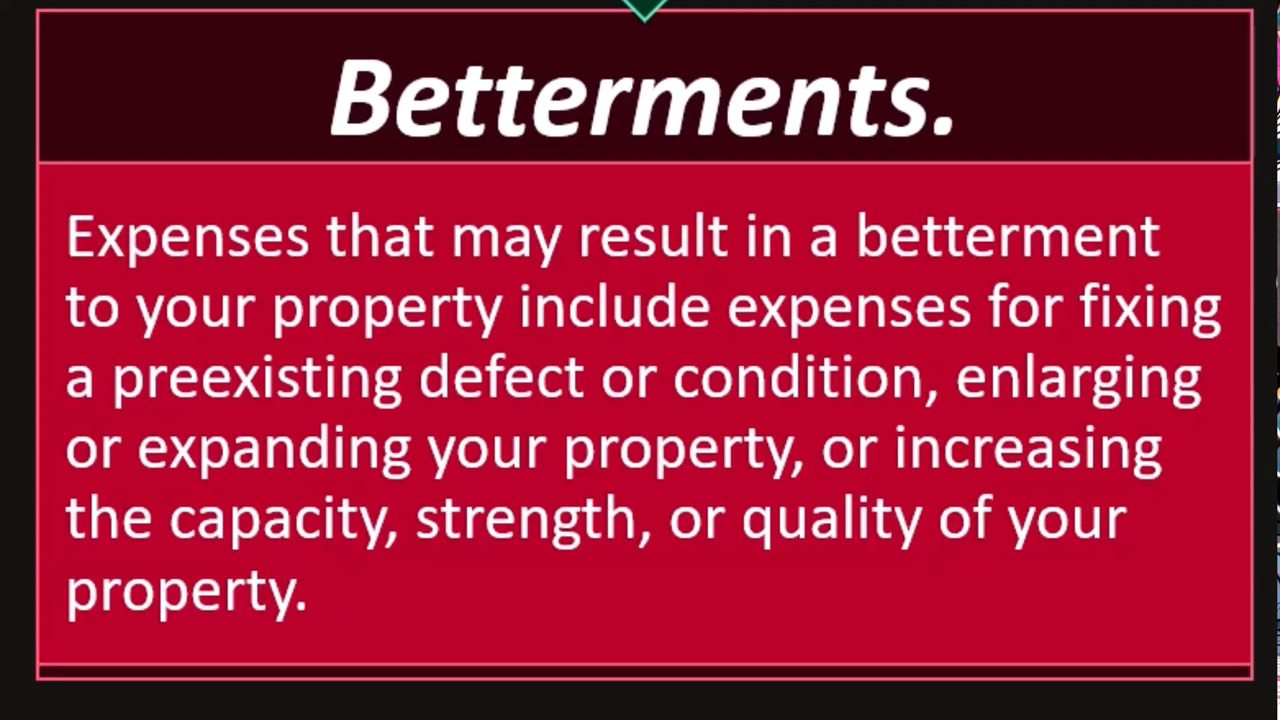 Betterments.
Expenses that may result in a betterment
to your property include expenses for fixing
a preexisting defect or condition, enlarging
or expanding your property, or increasing
the capacity, strength, or quality of your
property.